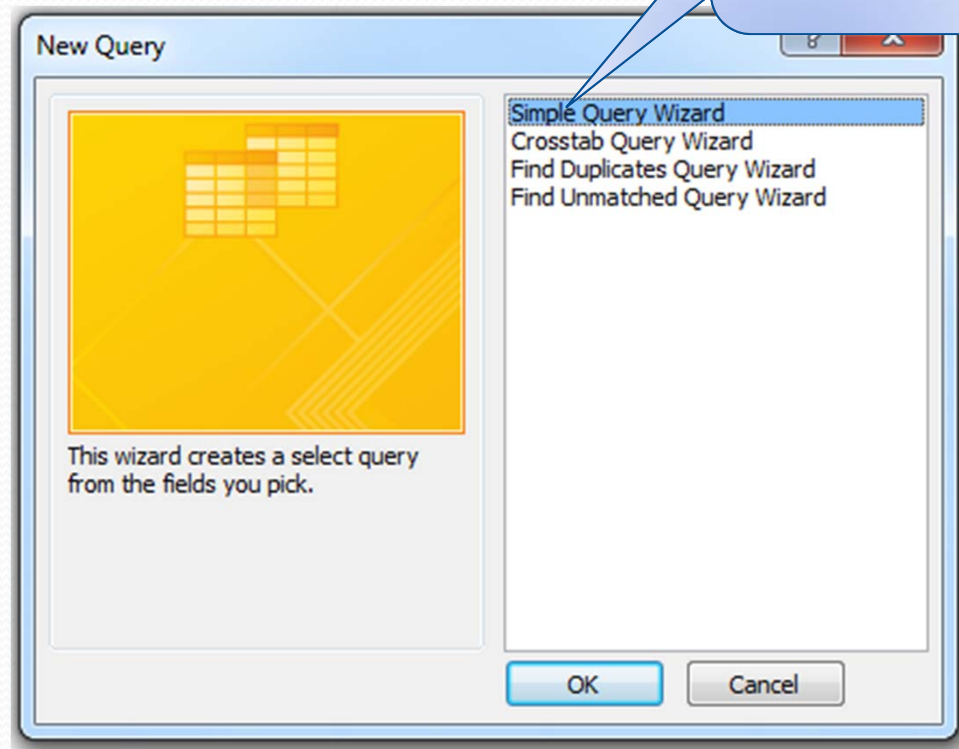 New Query
?
Simple Query Wizard
Crosstab Query Wizard
Find Duplicates Query Wizard
Find Unmatched Query Wizard
This wizard creates a select query
from the fields you pick.
OK
Cancel